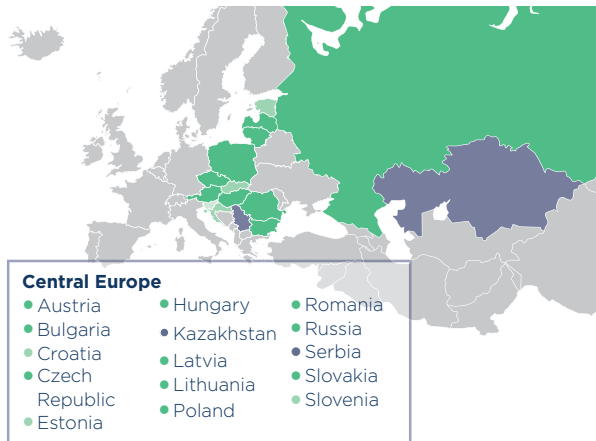 Central Europe
Austria
Bulgaria
Croatia
Czech
Republic
Estonia
Hungary
Kazakhstan
Latvia
Lithuania
Poland
Romania
Russia
Serbia
Slovakia
Slovenia